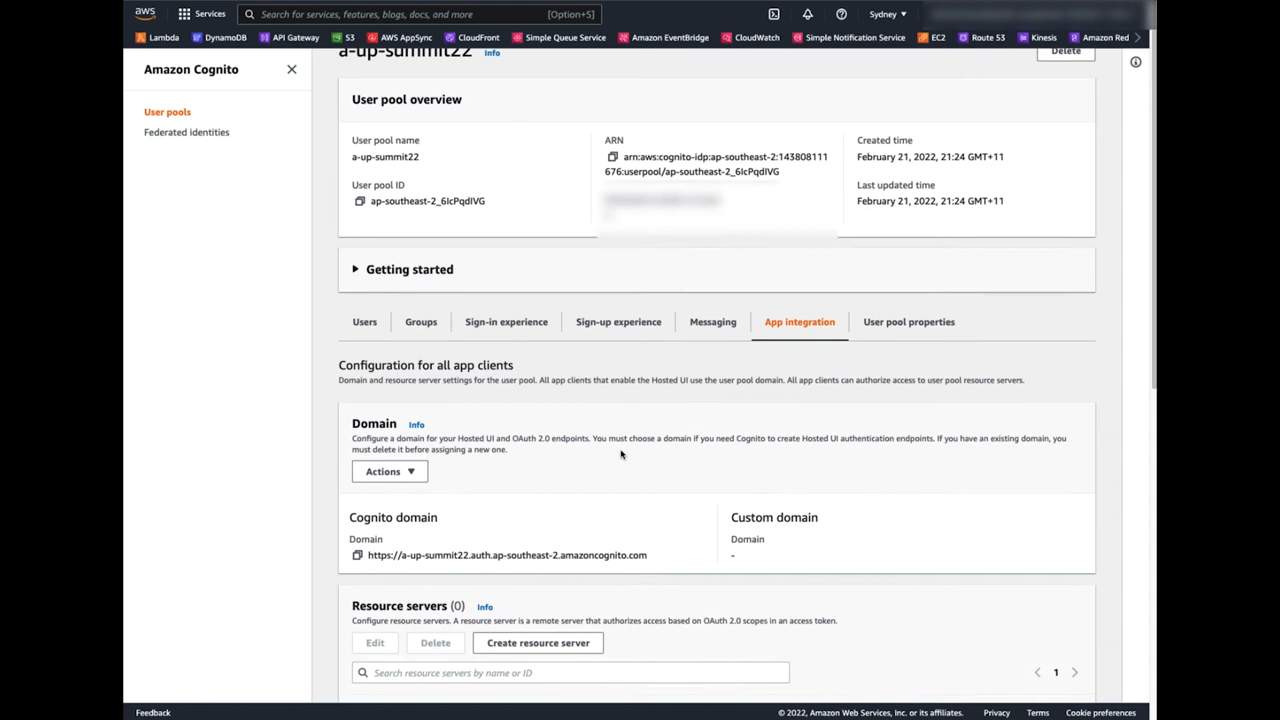 aws
Services
Search for services, features, blogs, docs, and more
[Option+S]
Sydney
Lambda
DynamoDB
API Gateway
S3
AWS AppSync
CloudFront
Simple Queue Service
Amazon EventBridge
CloudWatch
Simple Notification Service
EC2
Route 53
Kinesis
Amazon Red
Amazon Cognito
User pools
Federated identities
a-up-summit22
Info
Delete
User pool overview
User pool name
a-up-summit22
User pool ID
ap-southeast-2_6IcPqdIVG
ARN
arn:aws:cognito-idp:ap-southeast-2:143808111
676:userpool/ap-southeast-2_6IcPqdIVG
Created time
February 21, 2022, 21:24 GMT+11
Last updated time
February 21, 2022, 21:24 GMT+11
Getting started
Users
Groups
Sign-in experience
Sign-up experience
Messaging
App integration
User pool properties
Configuration for all app clients
Domain and resource server settings for the user pool. All app clients that enable the Hosted UI use the user pool domain. All app clients can authorize access to user pool resource servers.
Domain
Info
Configure a domain for your Hosted UI and OAuth 2.0 endpoints. You must choose a domain if you need Cognito to create Hosted UI authentication endpoints. If you have an existing domain, you
must delete it before assigning a new one.
Actions
Cognito domain
Domain
https://a-up-summit22.auth.ap-southeast-2.amazoncognito.com
Custom domain
Domain
-
Resource servers (0)
Info
Configure resource servers. A resource server is a remote server that authorizes access based on OAuth 2.0 scopes in an access token.
Edit
Delete
Create resource server
Search resource servers by name or ID
1
Feedback
© 2022, Amazon Web Services, Inc. or its affiliates.
Privacy
Terms
Cookie preferences